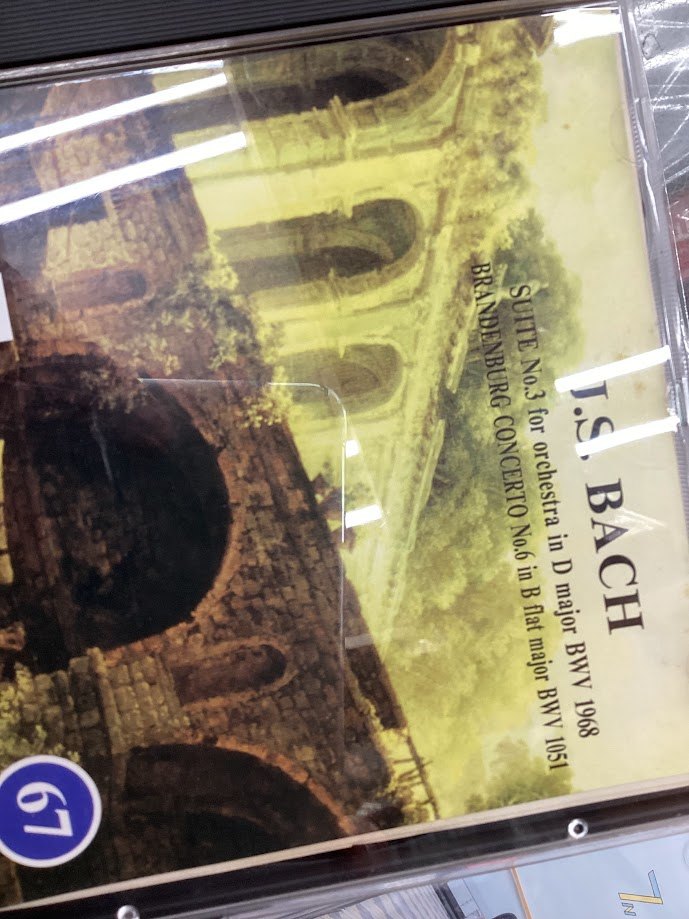 J.S. BACH
SUITE No.3 for orchestra in D major BWV 1968
BRANDENBURG CONCERTO No.6 in B flat major BWV 1051
67